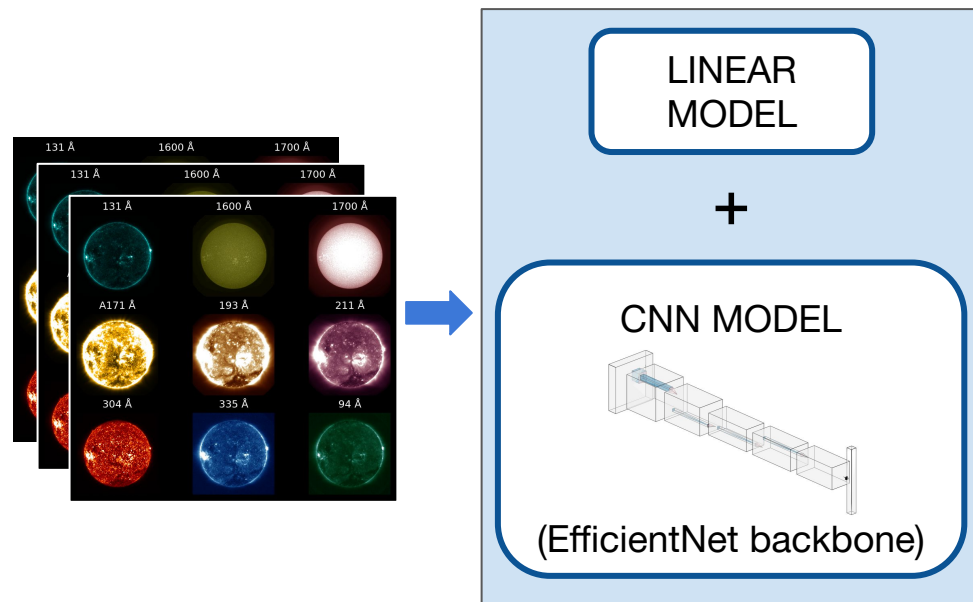 131 Å 1600 Å 1700 Å
131 Å 1600 Å 1700 Å
131 Å 1600 Å 1700 Å
A171 Å 193 Å 211 Å
304 Å 335 Å 94 Å
LINEAR
MODEL
+
CNN MODEL
(EfficientNet backbone)